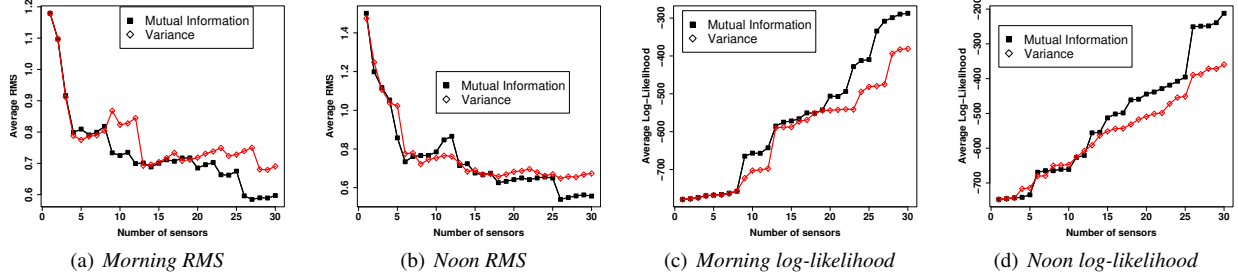 Mutual Information
Variance
Average RMS
0.6 0.7 0.8 0.9 1.0 1.1 1.2
0 5 10 15 20 25 30
Number of sensors
(a) Morning RMS
Mutual Information
Variance
Average RMS
0.6 0.8 1.0 1.2 1.4
0 5 10 15 20 25 30
Number of sensors
(b) Noon RMS
Mutual Information
Variance
Average Log−Likelihood
−700 −600 −500 −400 −300
0 5 10 15 20 25 30
Number of sensors
(c) Morning log-likelihood
Mutual Information
Variance
Average Log−Likelihood
−700 −600 −500 −400 −300 −200
0 5 10 15 20 25 30
Number of sensors
(d) Noon log-likelihood